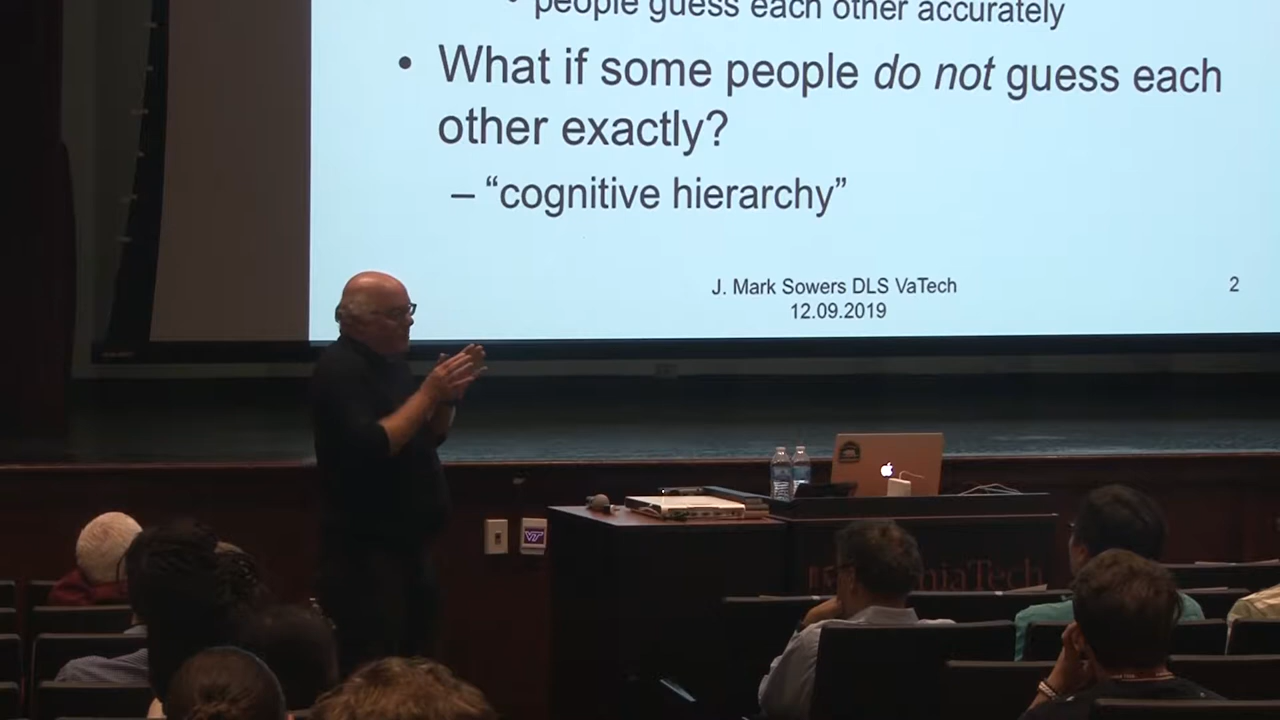 • people guess each other accurately
• What if some people do not guess each
other exactly?
– “cognitive hierarchy”
J. Mark Sowers DLS VaTech
12.09.2019
2
VT